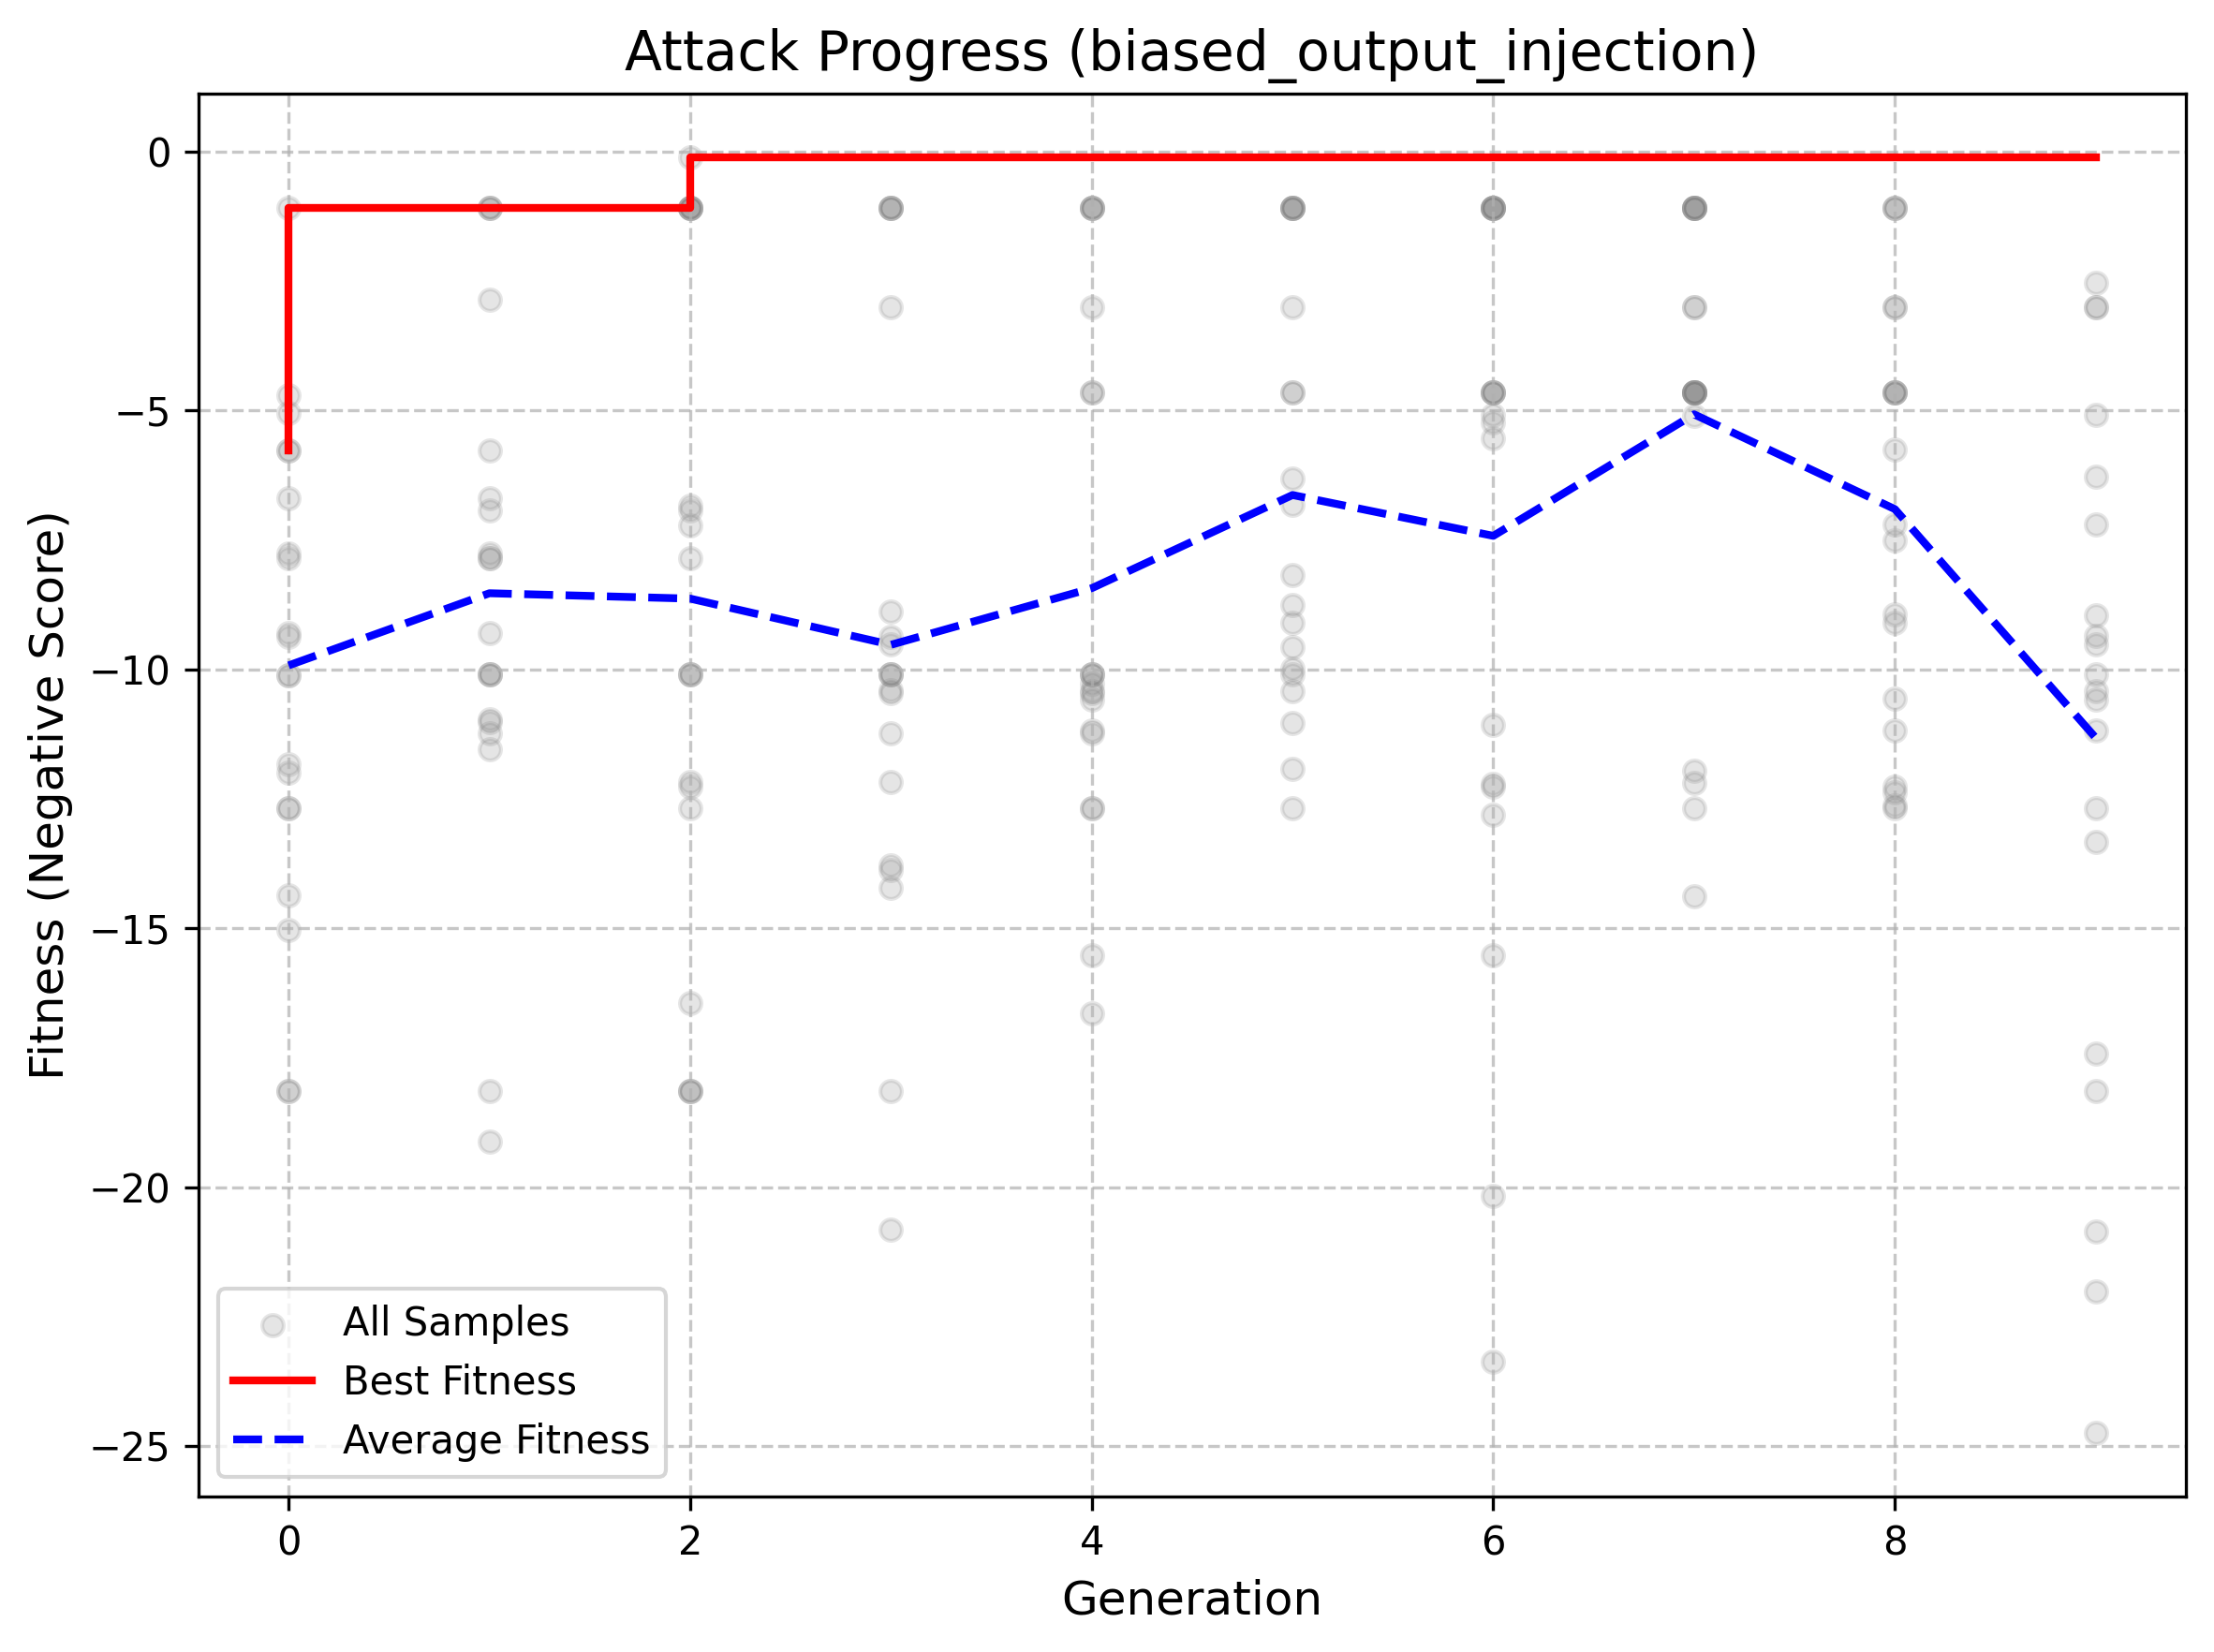 Attack Progress (biased_output_injection)
Fitness (Negative Score)
0
−5
−10
−15
−20
−25
All Samples
Best Fitness
Average Fitness
0 2 4 6 8
Generation